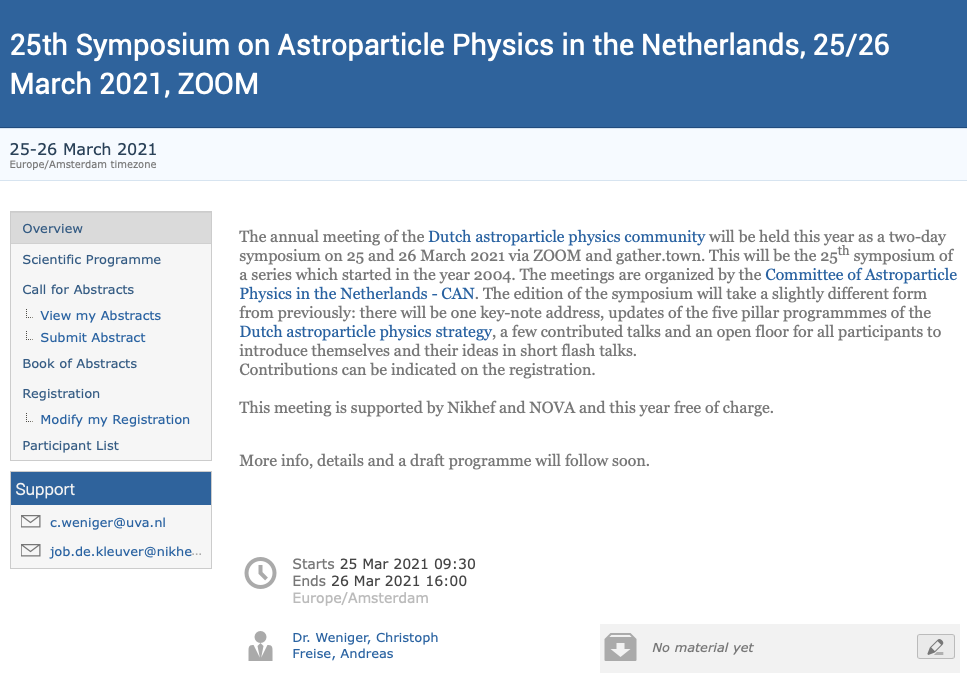 25th Symposium on Astroparticle Physics in the Netherlands, 25/26
March 2021, ZOOM
25-26 March 2021
Europe/Amsterdam timezone
Overview
Scientific Programme
Call for Abstracts
View my Abstracts
Submit Abstract
Book of Abstracts
Registration
Modify my Registration
Participant List
Support
c.weniger@uva.nl
job.de.kleuver@nikhe...
The annual meeting of the Dutch astroparticle physics community will be held this year as a two-day
symposium on 25 and 26 March 2021 via ZOOM and gather.town. This will be the 25th symposium of
a series which started in the year 2004. The meetings are organized by the Committee of Astroparticle
Physics in the Netherlands - CAN. The edition of the symposium will take a slightly different form
from previously: there will be one key-note address, updates of the five pillar programmmes of the
Dutch astroparticle physics strategy, a few contributed talks and an open floor for all participants to
introduce themselves and their ideas in short flash talks.
Contributions can be indicated on the registration.
This meeting is supported by Nikhef and NOVA and this year free of charge.
More info, details and a draft programme will follow soon.
Starts 25 Mar 2021 09:30
Ends 26 Mar 2021 16:00
Europe/Amsterdam
Dr. Weniger, Christoph
Freise, Andreas
No material yet